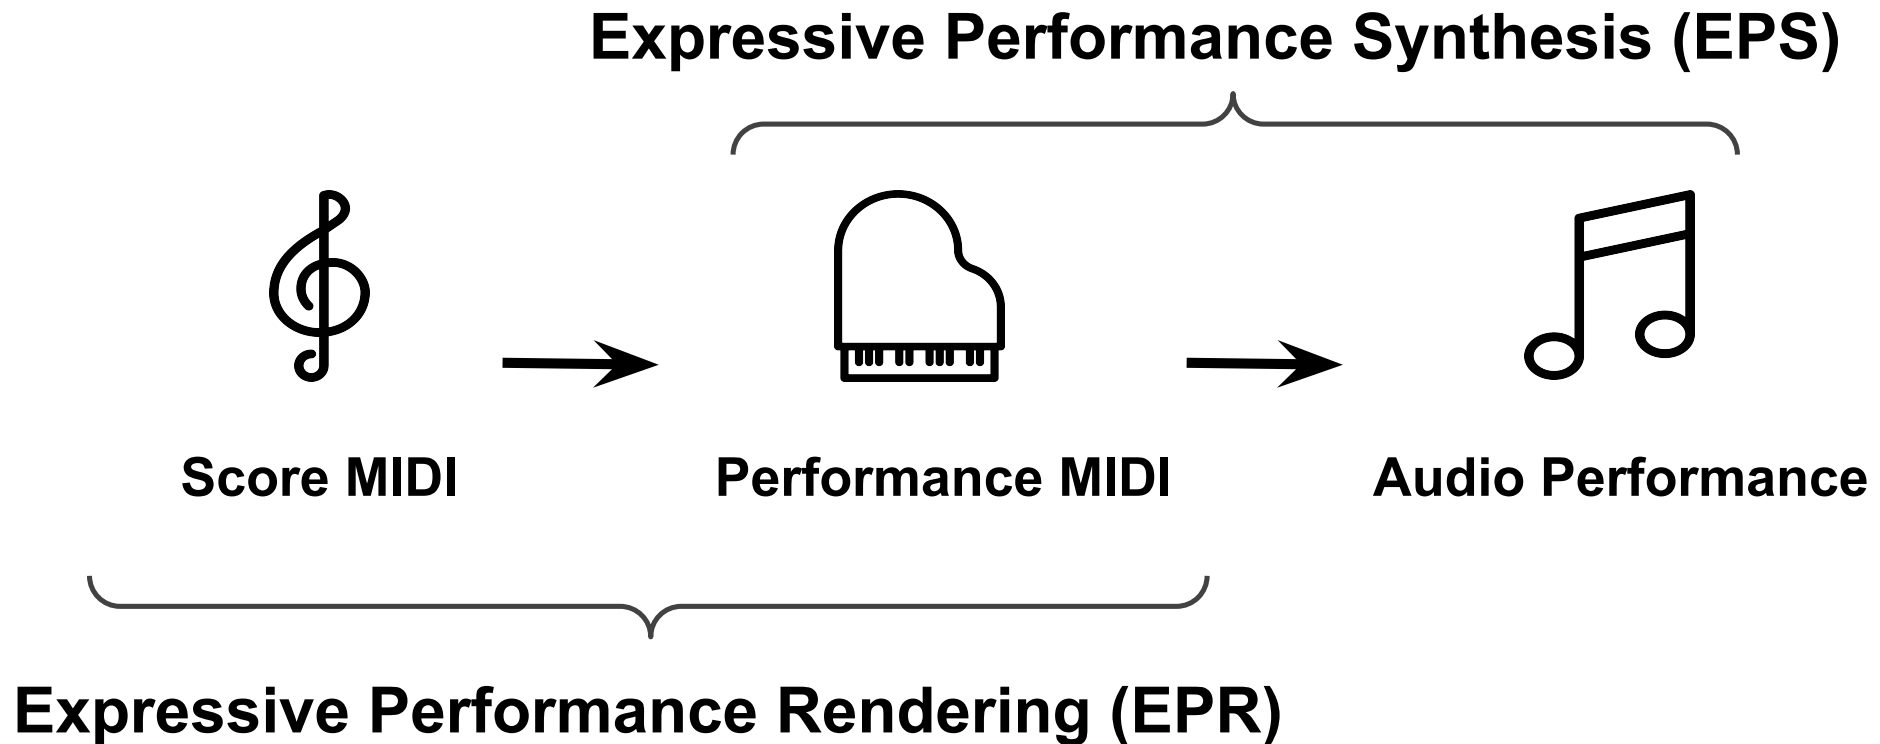 Expressive Performance Synthesis (EPS)
Score MIDI
Performance MIDI
Audio Performance
Expressive Performance Rendering (EPR)